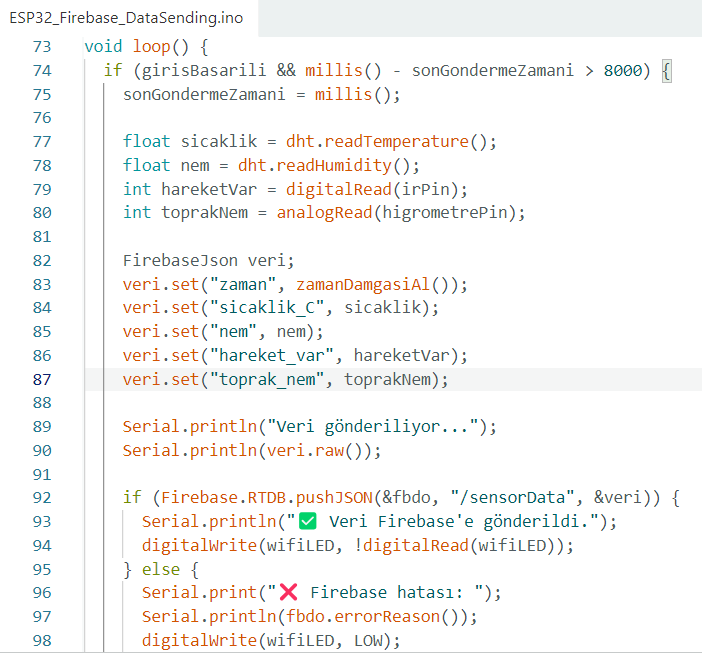 ESP32_Firebase_DataSending.ino
73 void loop() {
74 if (girisBasarili && millis() - sonGondermeZamani > 8000) {
75 sonGondermeZamani = millis();
76
77 float sicaklik = dht.readTemperature();
78 float nem = dht.readHumidity();
79 int hareketVar = digitalRead(irPin);
80 int toprakNem = analogRead(higrometrePin);
81
82 FirebaseJson veri;
83 veri.set("zaman", zamanDamgasiAl());
84 veri.set("sicaklik_C", sicaklik);
85 veri.set("nem", nem);
86 veri.set("hareket_var", hareketVar);
87 veri.set("toprak_nem", toprakNem);
88
89 Serial.println("Veri gönderiliyor...");
90 Serial.println(veri.raw());
91
92 if (Firebase.RTDB.pushJSON(&fbdo, "/sensorData", &veri)) {
93 Serial.println("✅ Veri Firebase'e gönderildi.");
94 digitalWrite(wifiLED, !digitalRead(wifiLED));
95 } else {
96 Serial.print("❌ Firebase hatası: ");
97 Serial.println(fbdo.errorReason());
98 digitalWrite(wifiLED, LOW);